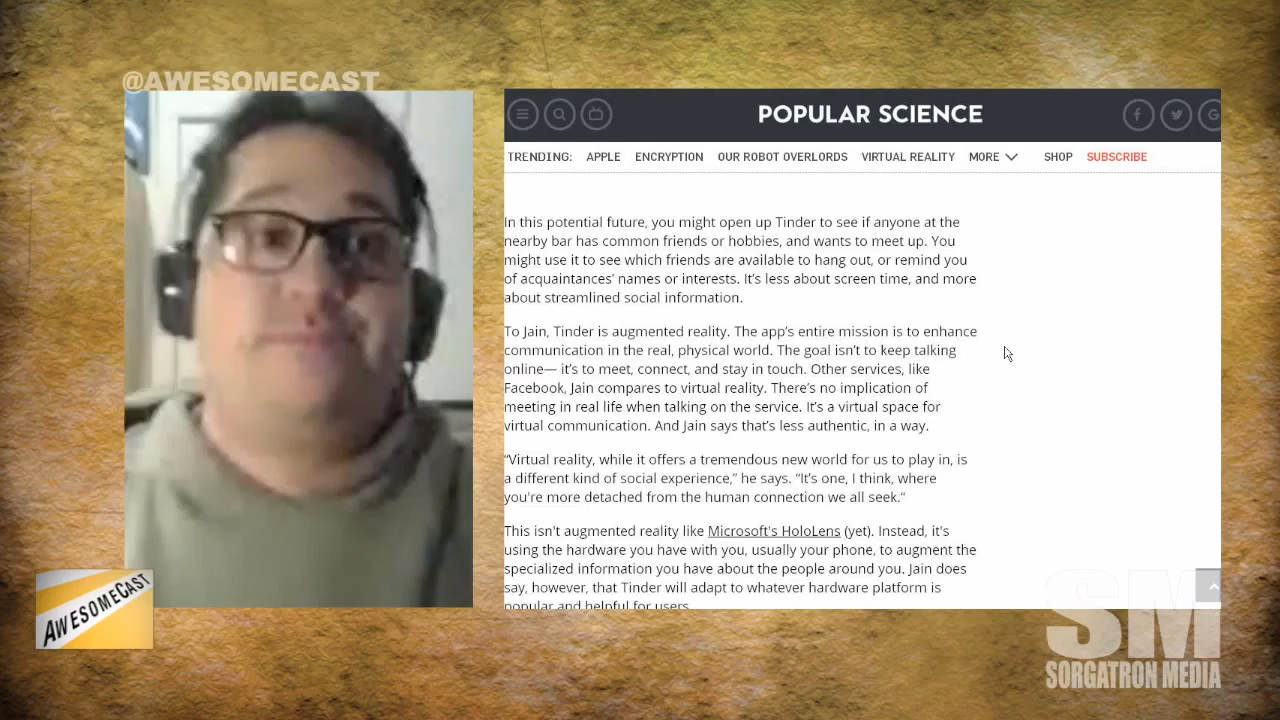 @AWESOMECAST
POPULAR SCIENCE
TRENDING: APPLE ENCRYPTION OUR ROBOT OVERLORDS VIRTUAL REALITY MORE SHOP SUBSCRIBE
In this potential future, you might open up Tinder to see if anyone at the
nearby bar has common friends or hobbies, and wants to meet up. You
might use it to see which friends are available to hang out, or remind you
of acquaintances’ names or interests. It’s less about screen time, and more
about streamlined social information.
To Jain, Tinder is augmented reality. The app’s entire mission is to enhance
communication in the real, physical world. The goal isn’t to keep talking
online— it’s to meet, connect, and stay in touch. Other services, like
Facebook, Jain compares to virtual reality. There’s no implication of
meeting in real life when talking on the service. It’s a virtual space for
virtual communication. And Jain says that’s less authentic, in a way.
“Virtual reality, while it offers a tremendous new world for us to play in, is
a different kind of social experience,” he says. “It’s one, I think, where
you’re more detached from the human connection we all seek.“
This isn't augmented reality like Microsoft's HoloLens (yet). Instead, it's
using the hardware you have with you, usually your phone, to augment the
specialized information you have about the people around you. Jain does
say, however, that Tinder will adapt to whatever hardware platform is
popular and helpful for users.
AWESOMECAST
SM
SORGATRON MEDIA